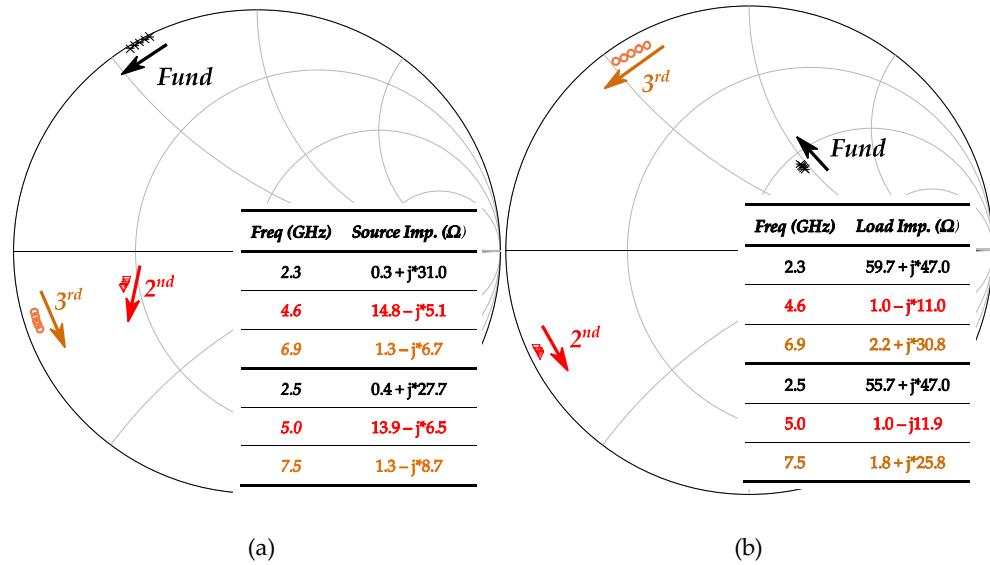 Fund
3rd
2nd
Freq (GHz) Source Imp. (Ω)
2.3 0.3 + j*31.0
4.6 14.8 – j*5.1
6.9 1.3 – j*6.7
2.5 0.4 + j*27.7
5.0 13.9 – j*6.5
7.5 1.3 – j*8.7
(a)
3rd
Fund
2nd
Freq (GHz) Load Imp. (Ω)
2.3 59.7 + j*47.0
4.6 1.0 – j*11.0
6.9 2.2 + j*30.8
2.5 55.7 + j*47.0
5.0 1.0 – j11.9
7.5 1.8 + j*25.8
(b)